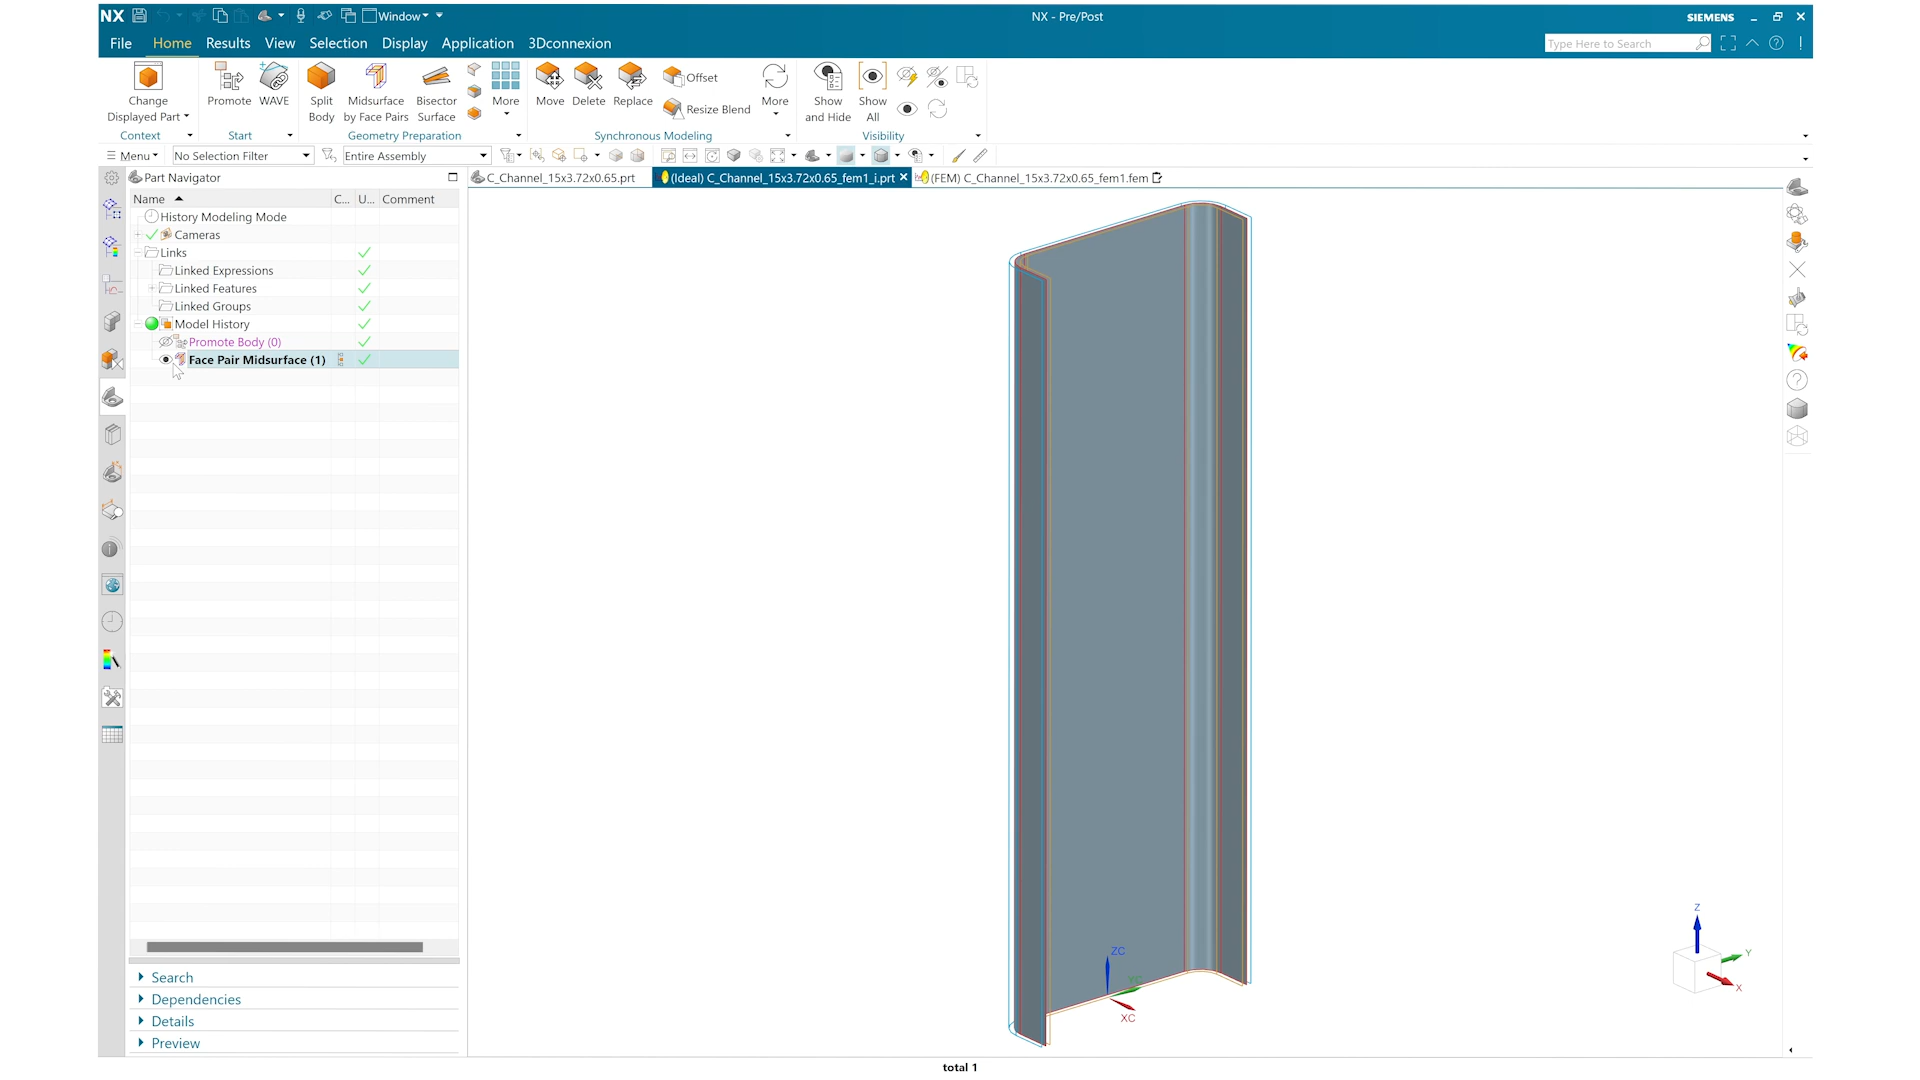 NX Window NX - Pre/Post SIEMENS
File Home Results View Selection Display Application 3Dconnexion Type Here to Search
Change Displayed Part
Promote WAVE
Split Body Midsurface by Face Pairs Bisector Surface More
Move Delete Replace Offset Resize Blend More
Show and Hide Show All
Context Start Geometry Preparation Synchronous Modeling Visibility
Menu No Selection Filter Entire Assembly
Part Navigator
C_Channel_15x3.72x0.65.prt (Ideal) C_Channel_15x3.72x0.65_fem1_i.prt (FEM) C_Channel_15x3.72x0.65_fem1.fem
Name C... U... Comment
History Modeling Mode
Cameras
Links
Linked Expressions
Linked Features
Linked Groups
Model History
Promote Body (0)
Face Pair Midsurface (1)
ZC
YC
XC
Z
Y
X
Search
Dependencies
Details
Preview
total 1